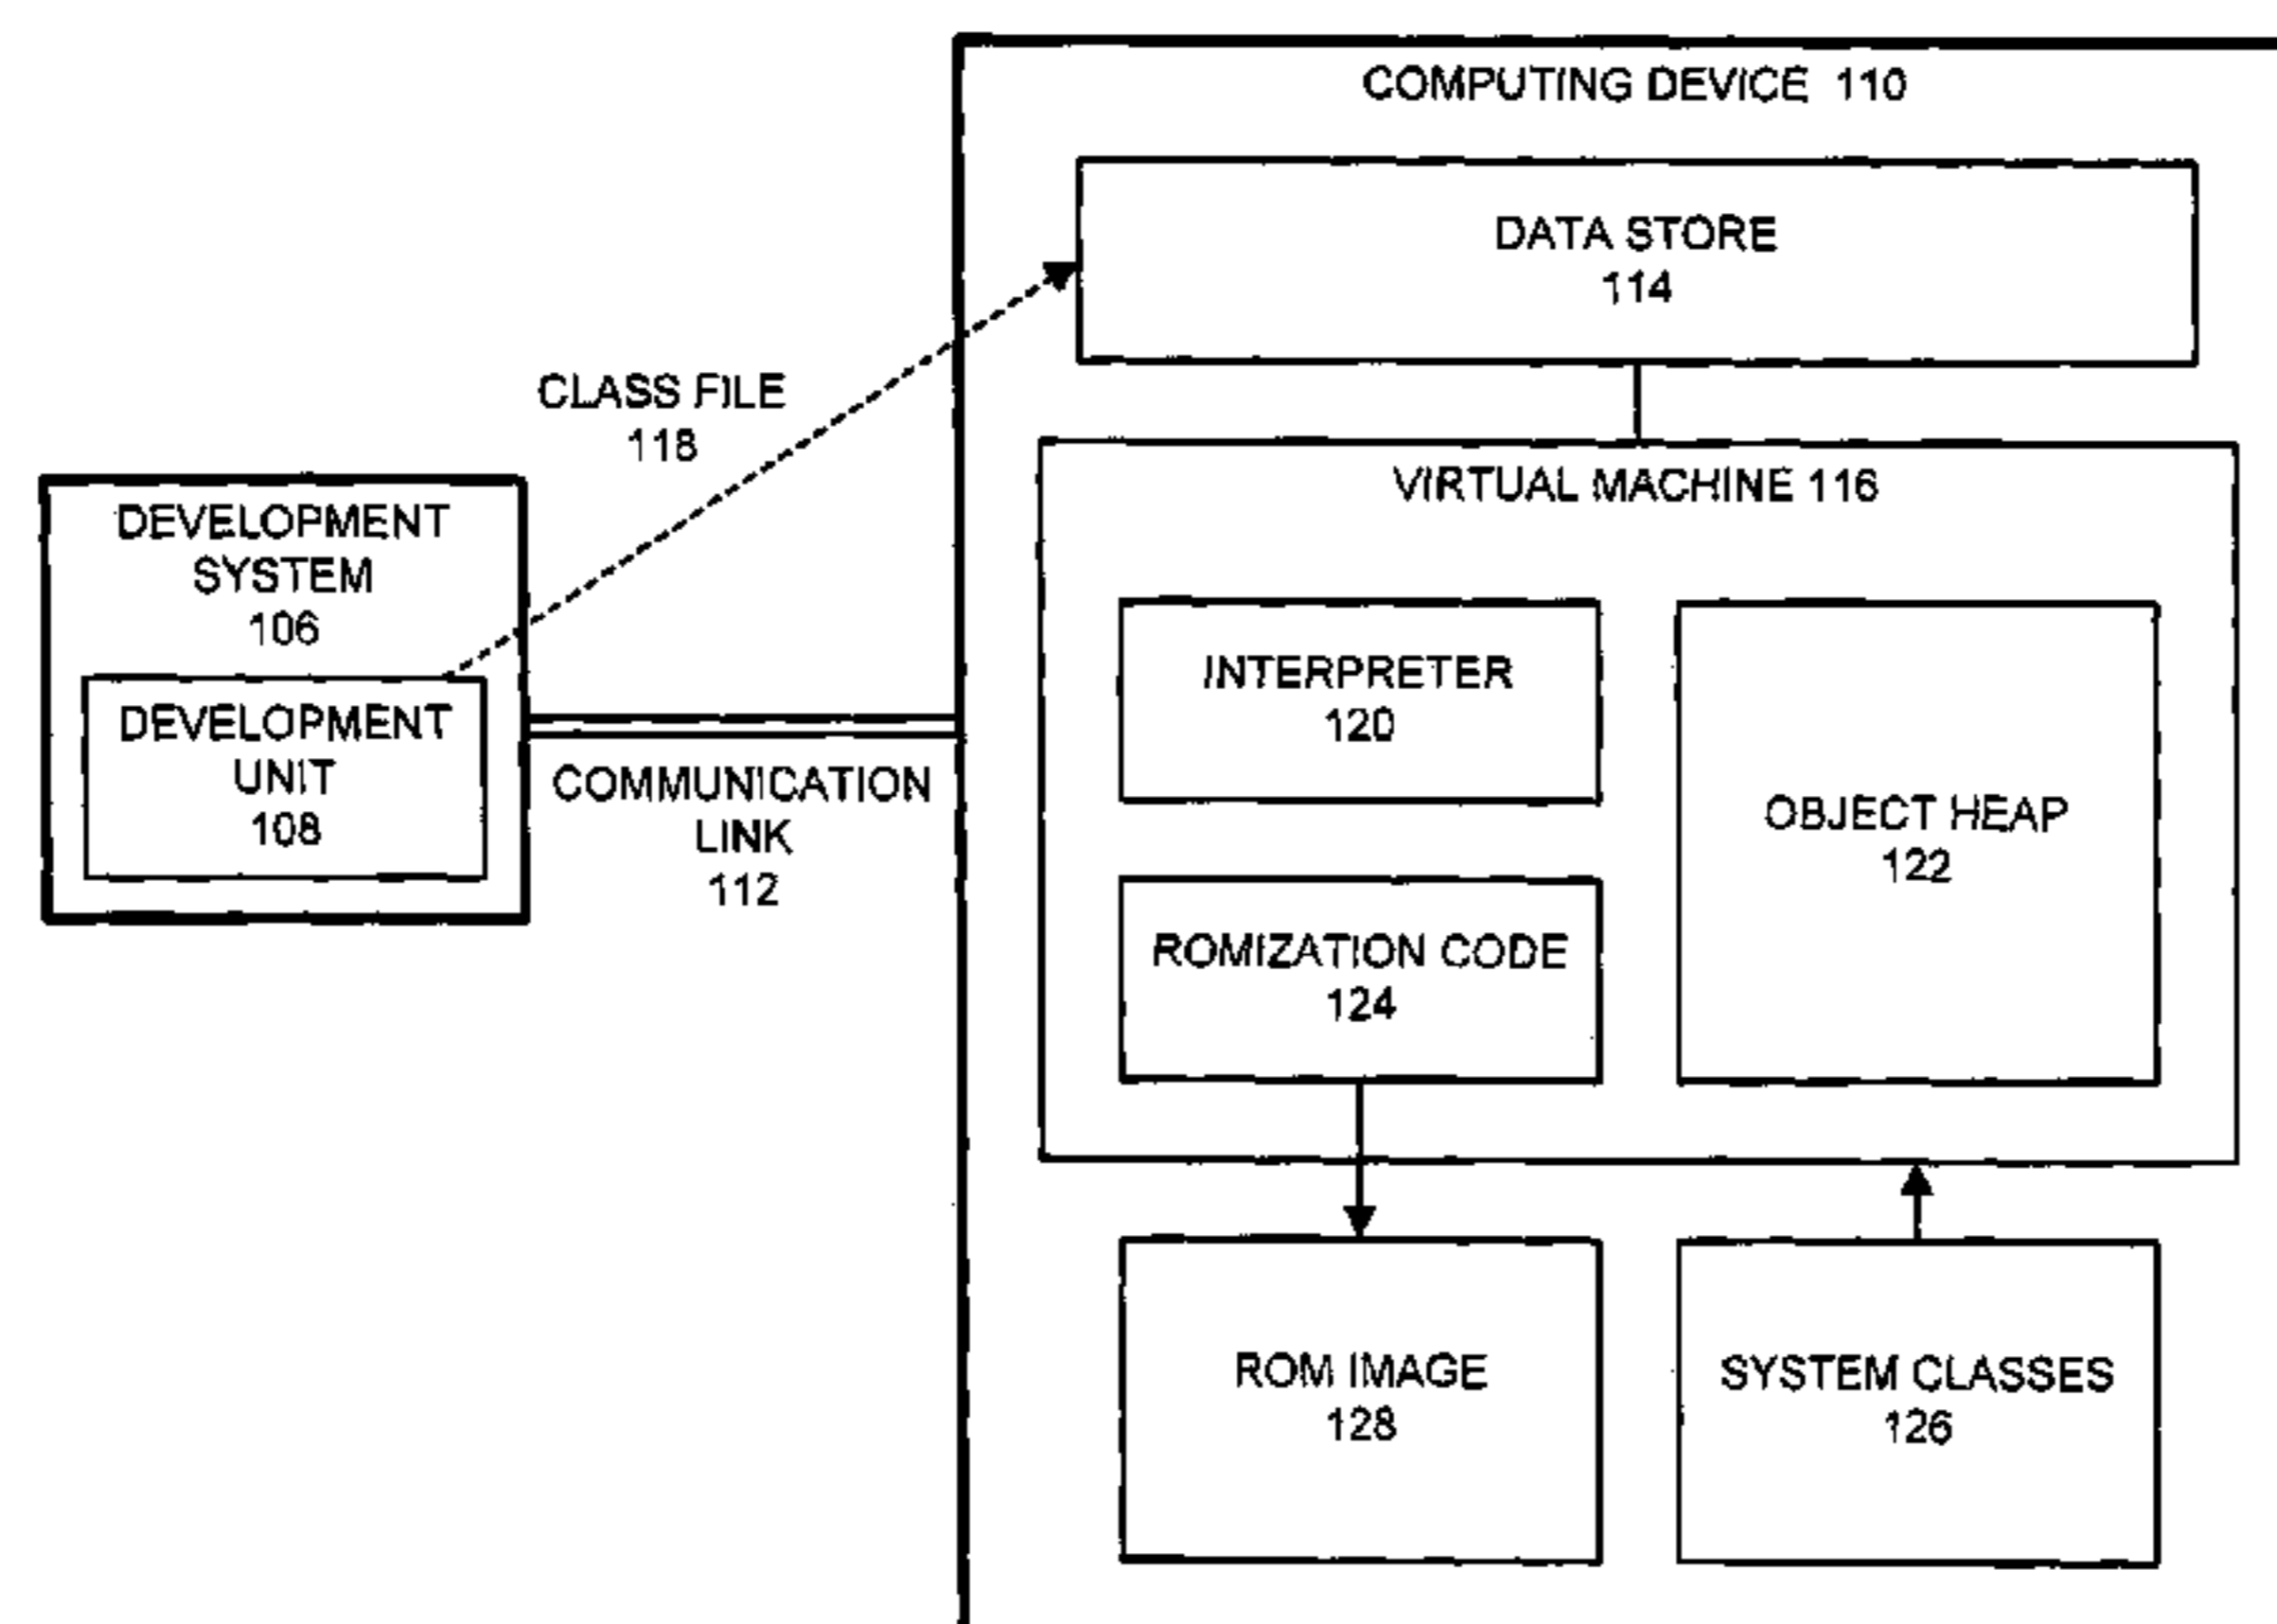 COMPUTING DEVICE 110
DATA STORE
114
CLASS FILE
118
VIRTUAL MACHINE 116
DEVELOPMENT
SYSTEM
106
DEVELOPMENT
UNIT
108
COMMUNICATION
LINK
112
INTERPRETER
120
OBJECT HEAP
122
ROMIZATION CODE
124
ROM IMAGE
128
SYSTEM CLASSES
126